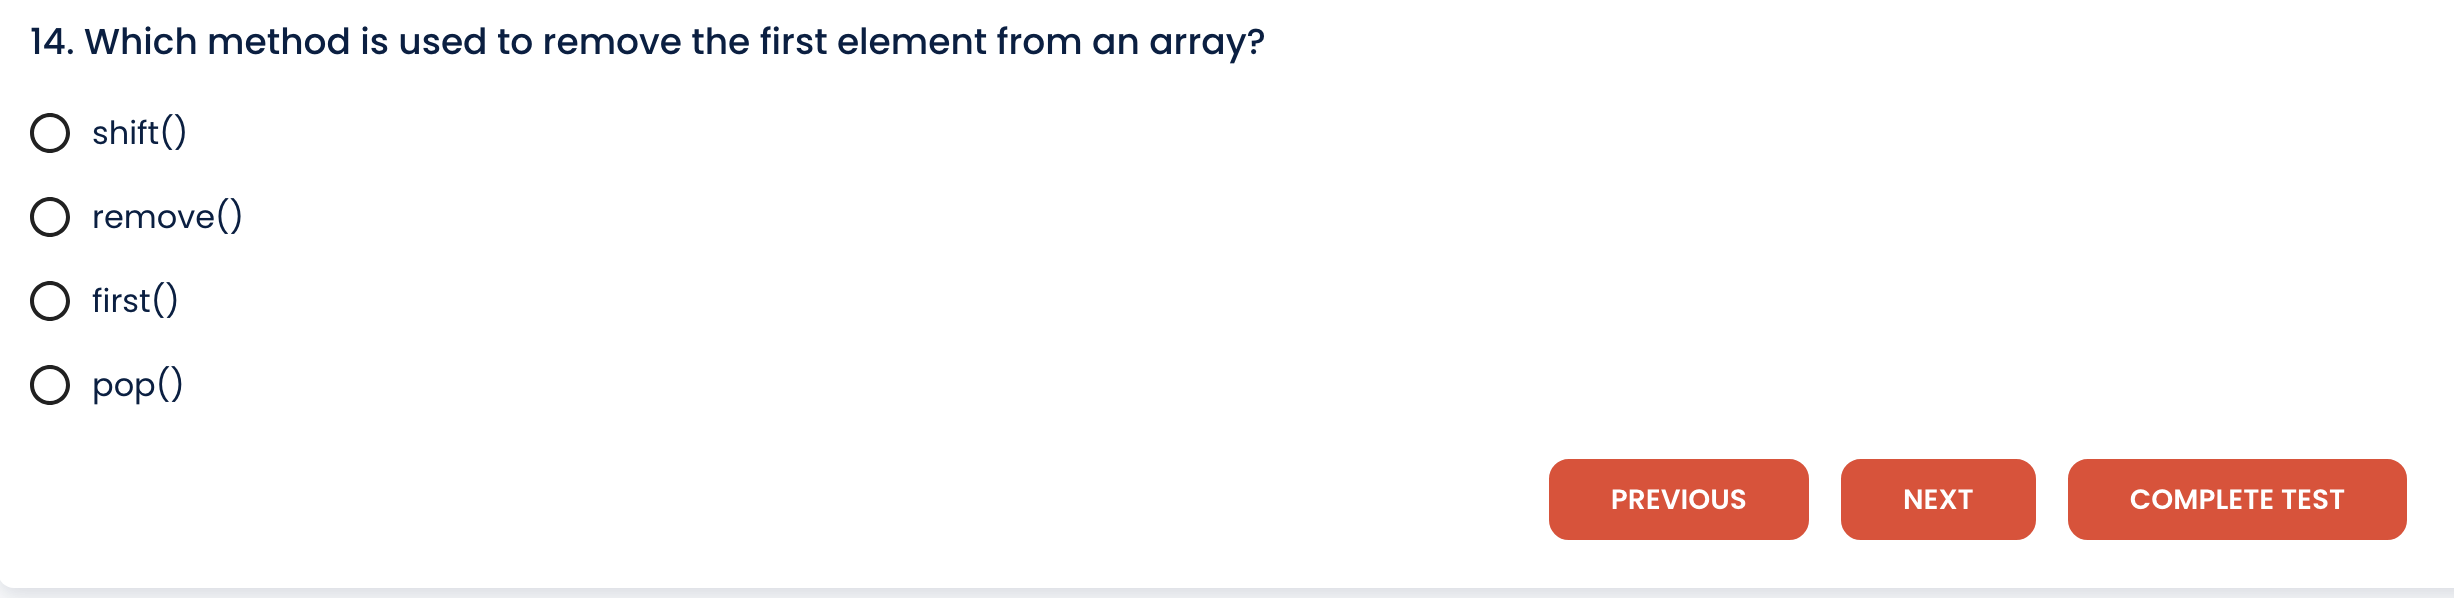 14. Which method is used to remove the first element from an array?
shift()
remove()
first()
pop()
PREVIOUS
NEXT
COMPLETE TEST